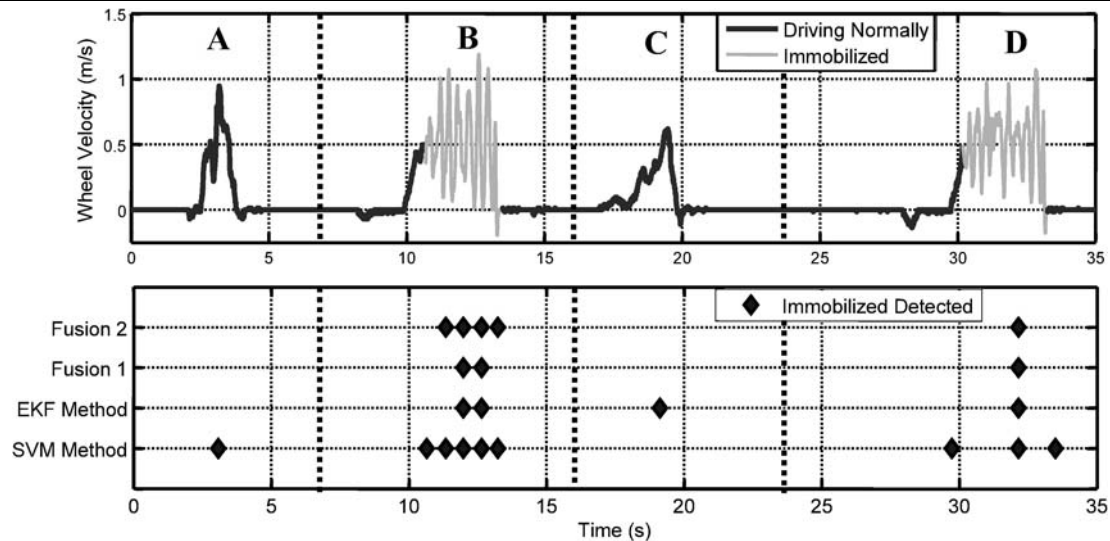 A B C D
Driving Normally
Immobilized
Wheel Velocity (m/s)
1.5
1
0.5
0
0 5 10 15 20 25 30 35
Immobilized Detected
Fusion 2
Fusion 1
EKF Method
SVM Method
0 5 10 15 20 25 30 35
Time (s)